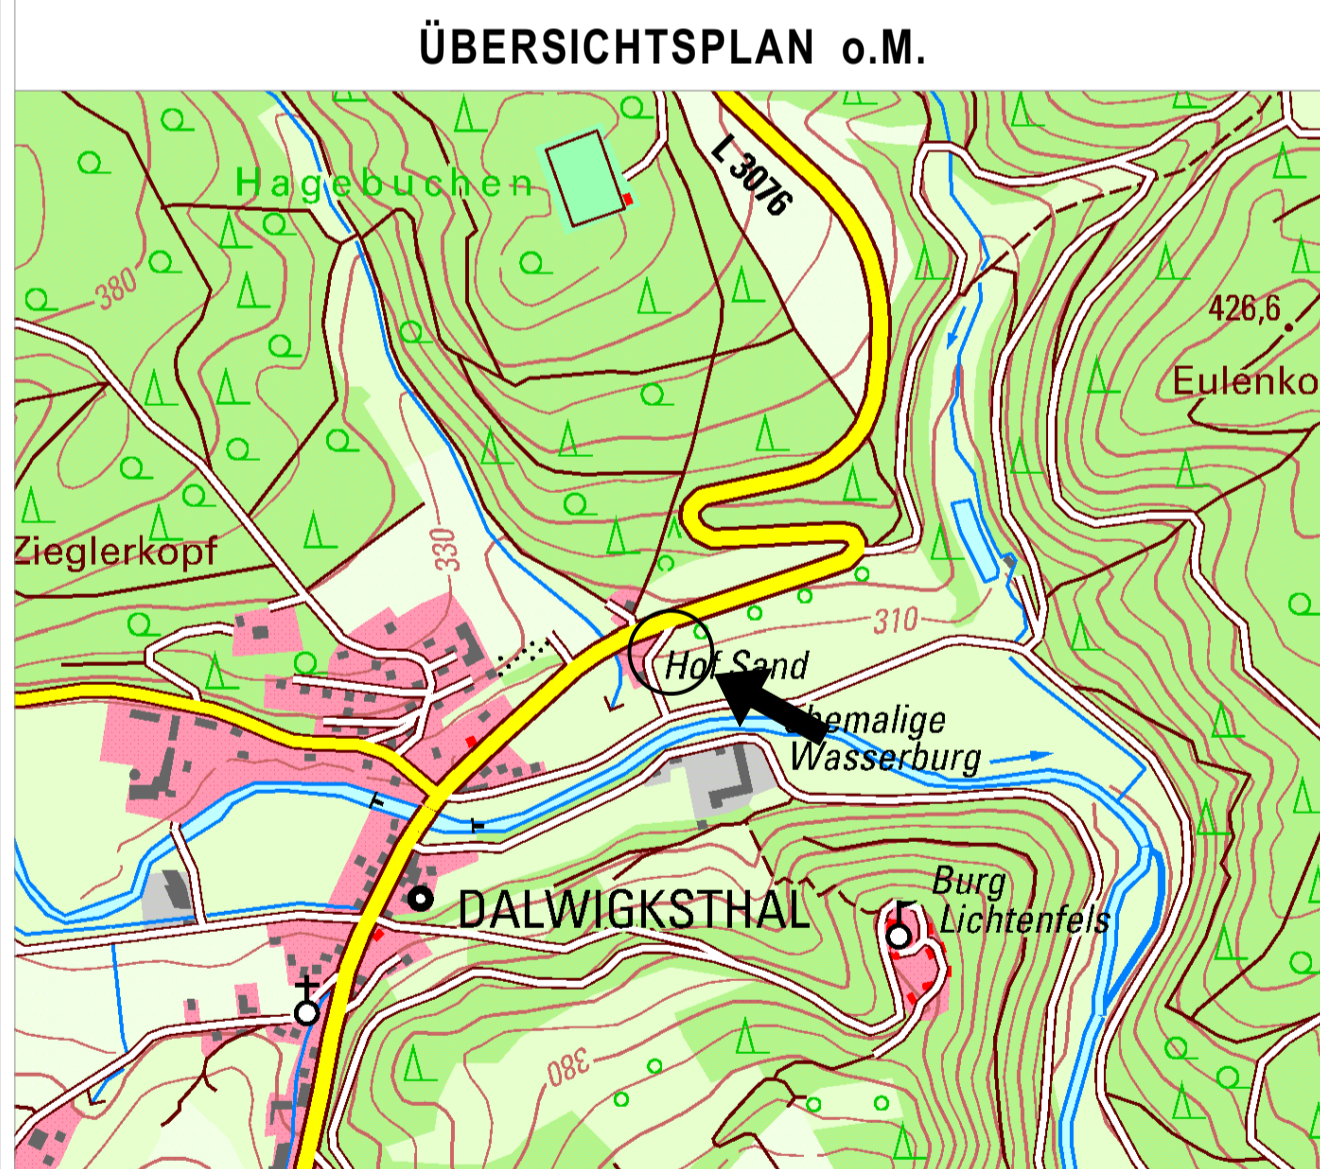 ÜBERSICHTSPLAN o.M.
L 3076
Hagebuchen
380
426,6
Eulenko
Zieglerkopf
330
310
Hof Sand
Ehemalige
Wasserburg
DALWIGKSTHAL
Burg
Lichtenfels
380